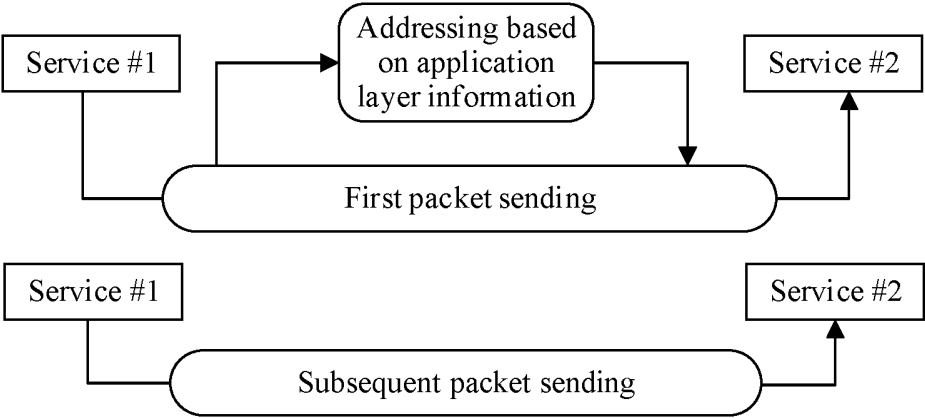 Addressing based
on application
layer information
Service #1
Service #2
First packet sending
Service #1
Service #2
Subsequent packet sending